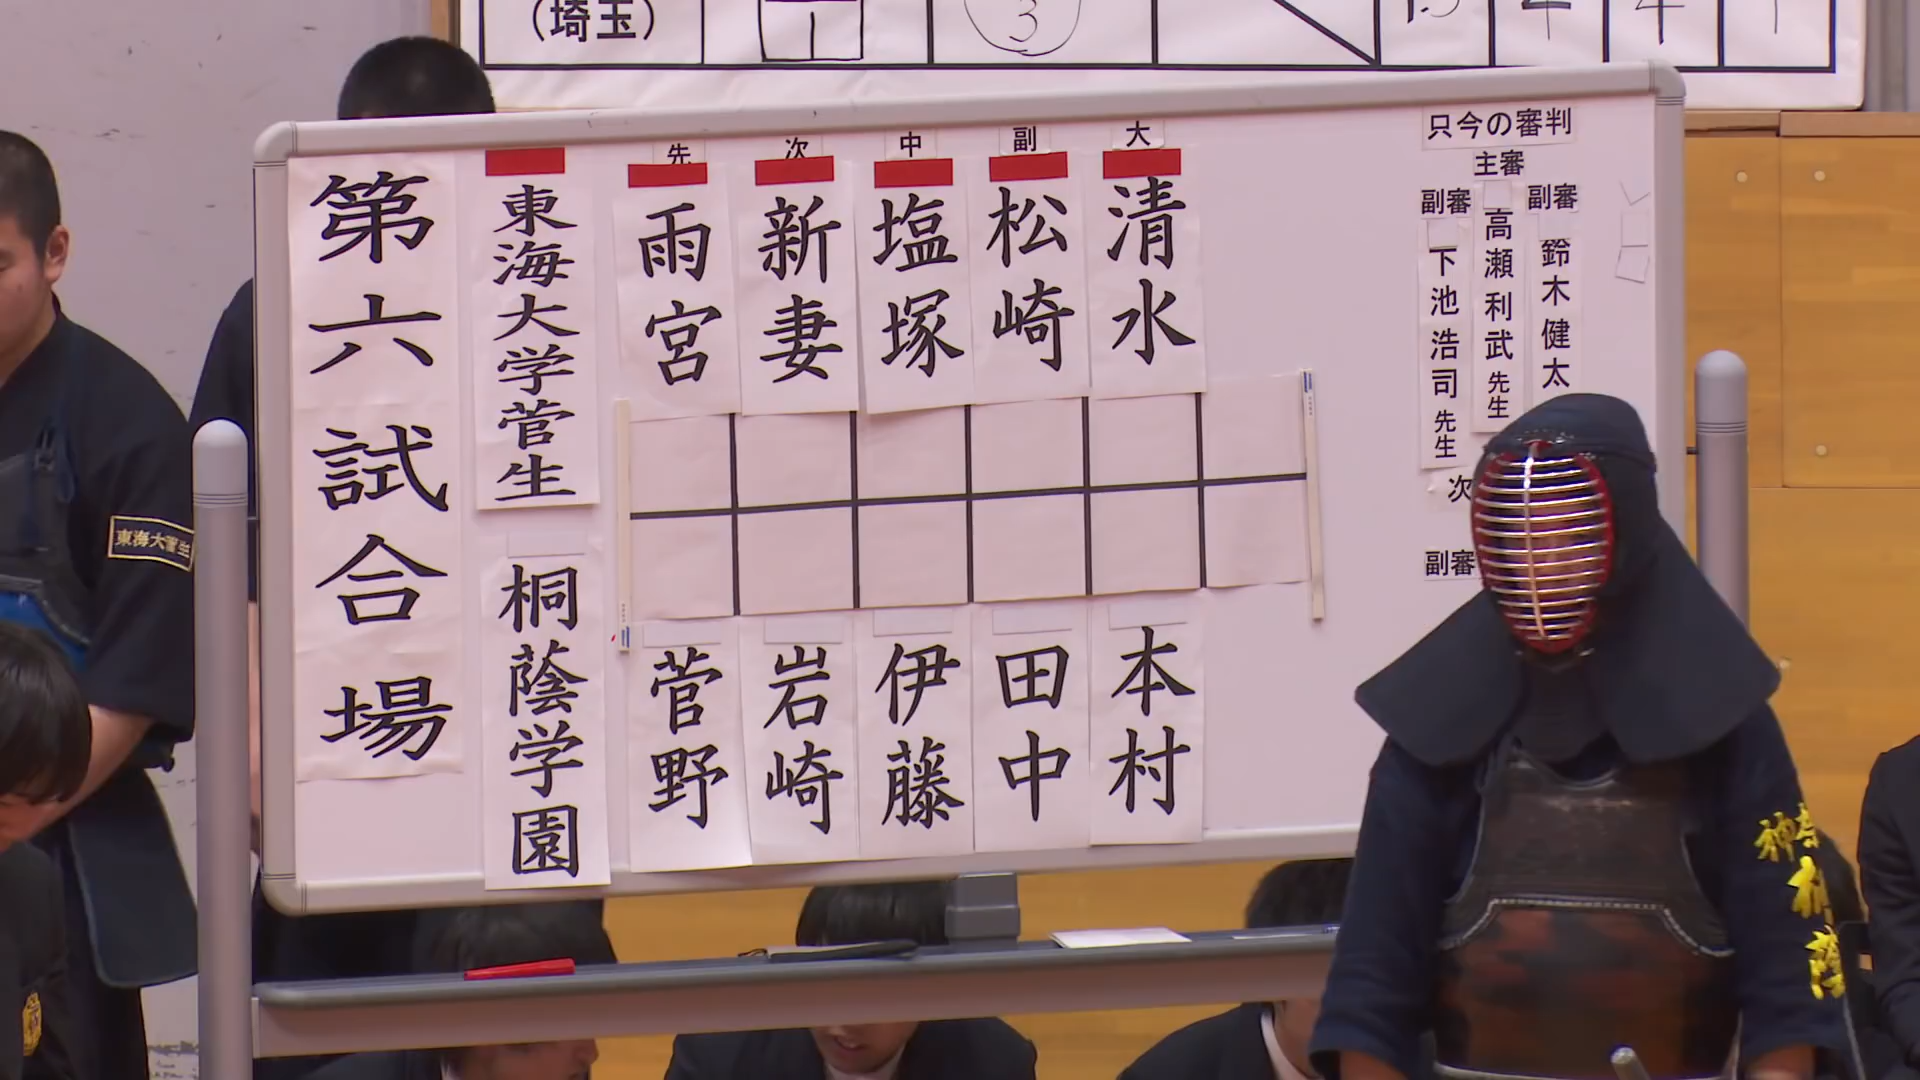 (埼玉)
1
3
第六試合場
東海大学菅生
先
次
中
副
大
雨宮
新妻
塩塚
松崎
清水
桐蔭学園
菅野
岩崎
伊藤
田中
本村
只今の審判
主審
副審
副審
高瀬利武先生
下池浩司先生
鈴木健太
次
副審
東海大菅生